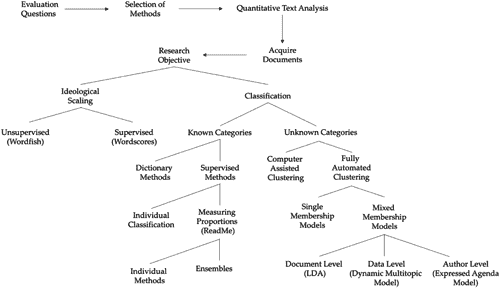 Evaluation
Questions
Selection of
Methods
Quantitative Text Analysis
Research
Objective
Acquire
Documents
Ideological
Scaling
Classification
Unsupervised
(Wordfish)
Supervised
(Wordscores)
Known Categories
Unknown Categories
Dictionary
Methods
Supervised
Methods
Computer
Assisted
Clustering
Fully
Automated
Clustering
Individual
Classification
Measuring
Proportions
(ReadMe)
Single
Membership
Models
Mixed
Membership
Models
Individual
Methods
Ensembles
Document Level
(LDA)
Data Level
(Dynamic Multitopic
Model)
Author Level
(Expressed Agenda
Model)